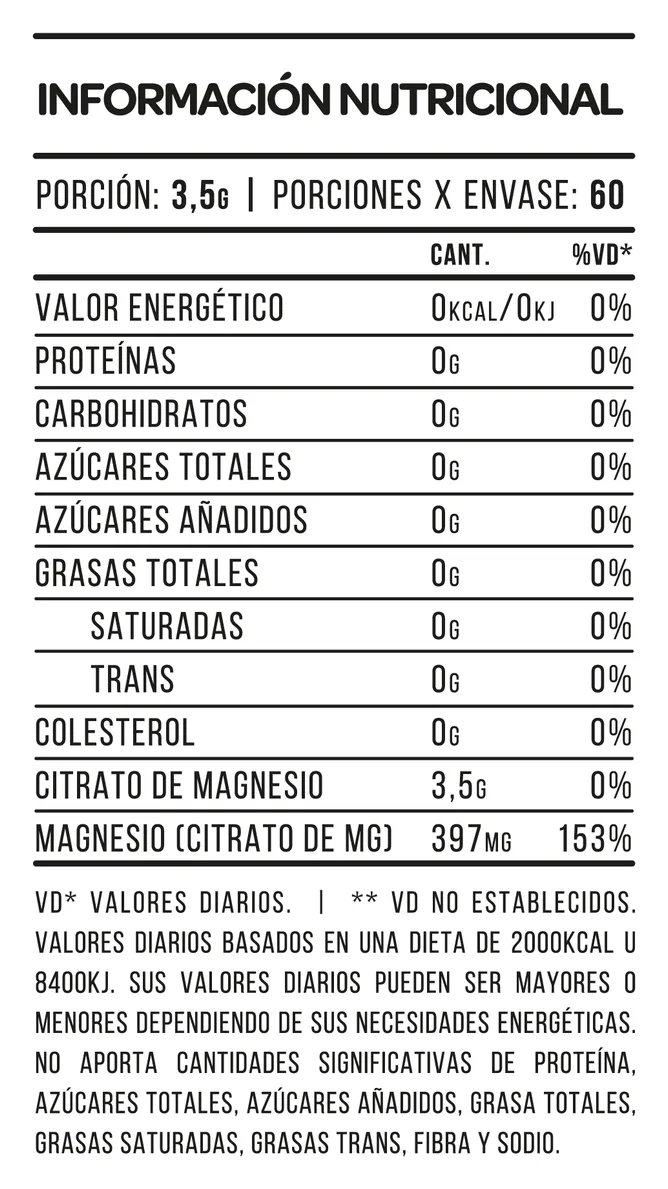 INFORMACIÓN NUTRICIONAL
PORCIÓN: 3,5G | PORCIONES X ENVASE: 60
CANT. %VD*
VALOR ENERGÉTICO 0KCAL/0KJ 0%
PROTEÍNAS 0G 0%
CARBOHIDRATOS 0G 0%
AZÚCARES TOTALES 0G 0%
AZÚCARES AÑADIDOS 0G 0%
GRASAS TOTALES 0G 0%
SATURADAS 0G 0%
TRANS 0G 0%
COLESTEROL 0G 0%
CITRATO DE MAGNESIO 3,5G 0%
MAGNESIO (CITRATO DE MG) 397MG 153%
VD* VALORES DIARIOS. | ** VD NO ESTABLECIDOS.
VALORES DIARIOS BASADOS EN UNA DIETA DE 2000KCAL U
8400KJ. SUS VALORES DIARIOS PUEDEN SER MAYORES O
MENORES DEPENDIENDO DE SUS NECESIDADES ENERGÉTICAS.
NO APORTA CANTIDADES SIGNIFICATIVAS DE PROTEÍNA,
AZÚCARES TOTALES, AZÚCARES AÑADIDOS, GRASA TOTALES,
GRASAS SATURADAS, GRASAS TRANS, FIBRA Y SODIO.